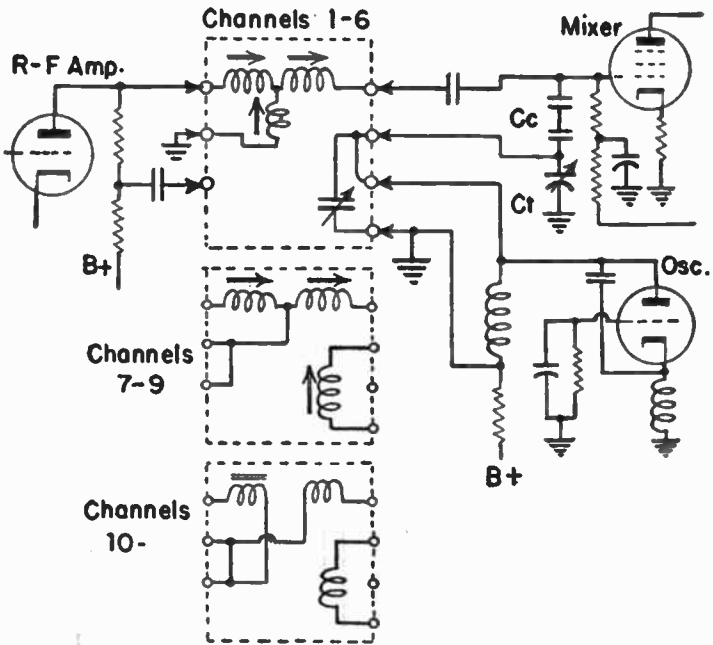 Channels 1-6
Mixer
R-F Amp.
Cc
Ct
B+
Osc.
Channels
7-9
B+
Channels
10-